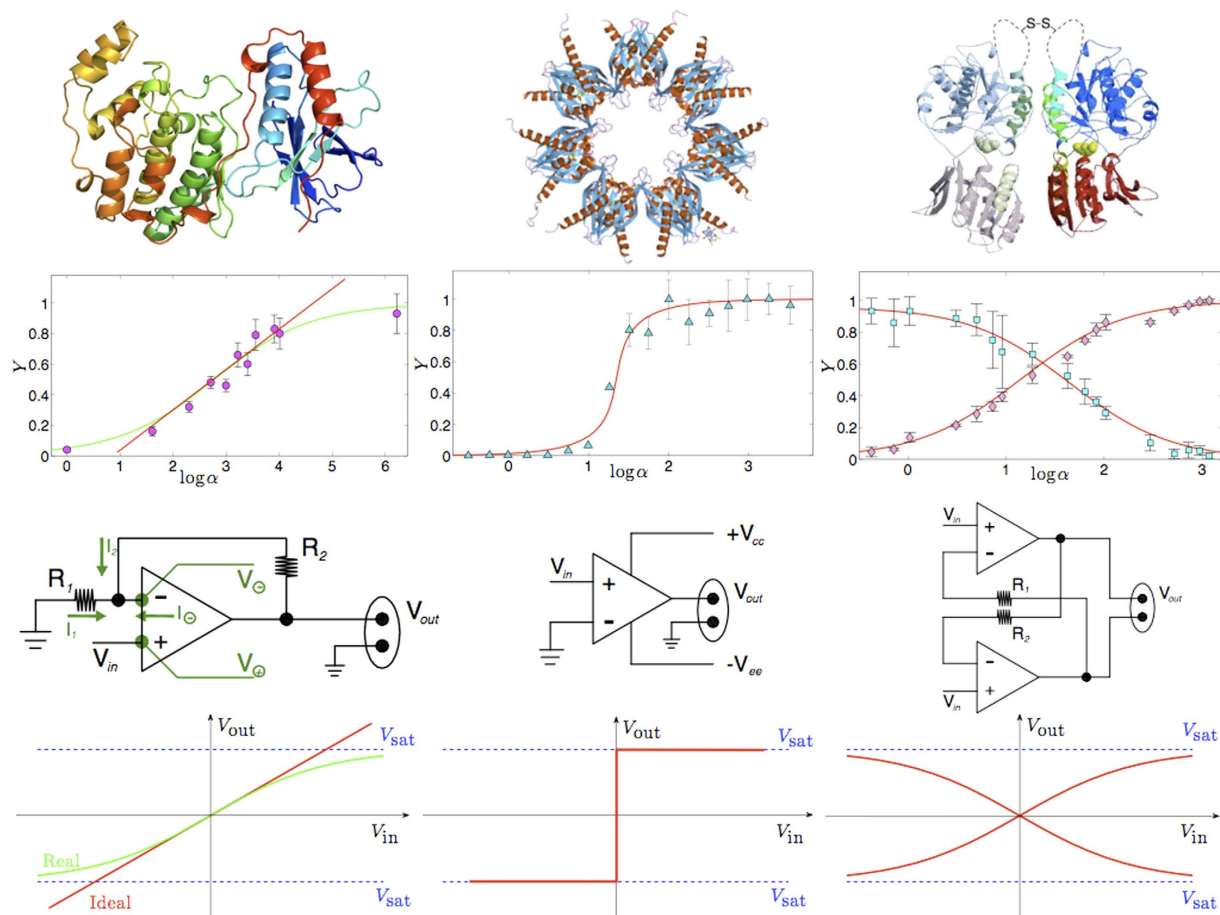 S-S
1
0.8
0.6
Y
0.4
0.2
0
0 1 2 3 4 5 6
log α
1
0.8
0.6
Y
0.4
0.2
0
0 1 2 3
log α
1
0.8
0.6
Y
0.4
0.2
0
0 1 2 3
log α
I2
R1
R2
V⊖
I⊖
I1
Vin
V⊕
Vout
−
+
+Vcc
Vin
Vout
-Vee
+
−
Vin
+
−
R1
R2
Vout
−
+
Vin
Vout
Vsat
Vin
Real
Ideal
Vsat
Vout
Vsat
Vin
Vsat
Vout
Vsat
Vin
Vsat